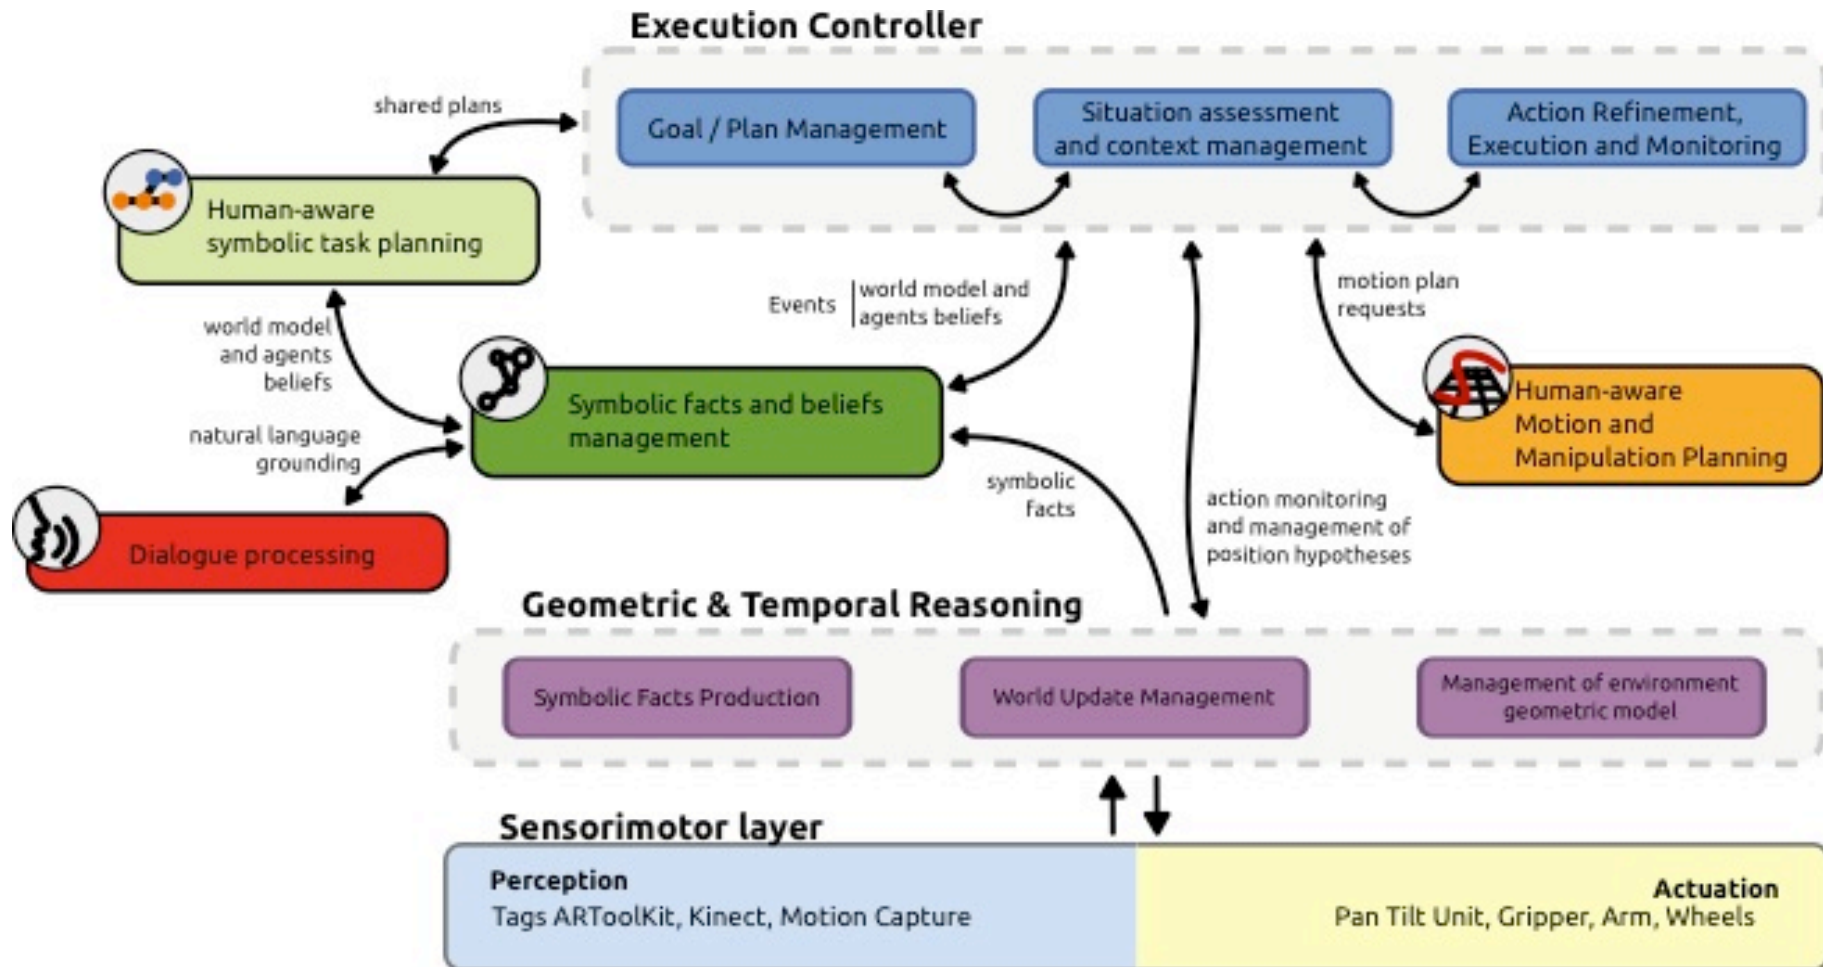 Execution Controller
shared plans
Goal / Plan Management
Situation assessment
and context management
Action Refinement,
Execution and Monitoring
Human-aware
symbolic task planning
Events
world model and
agents beliefs
motion plan
requests
world model
and agents
beliefs
Symbolic facts and beliefs
management
Human-aware
Motion and
Manipulation Planning
natural language
grounding
symbolic
facts
action monitoring
and management of
position hypotheses
Dialogue processing
Geometric & Temporal Reasoning
Symbolic Facts Production
World Update Management
Management of environment
geometric model
Sensorimotor layer
Perception
Tags ARToolKit, Kinect, Motion Capture
Actuation
Pan Tilt Unit, Gripper, Arm, Wheels